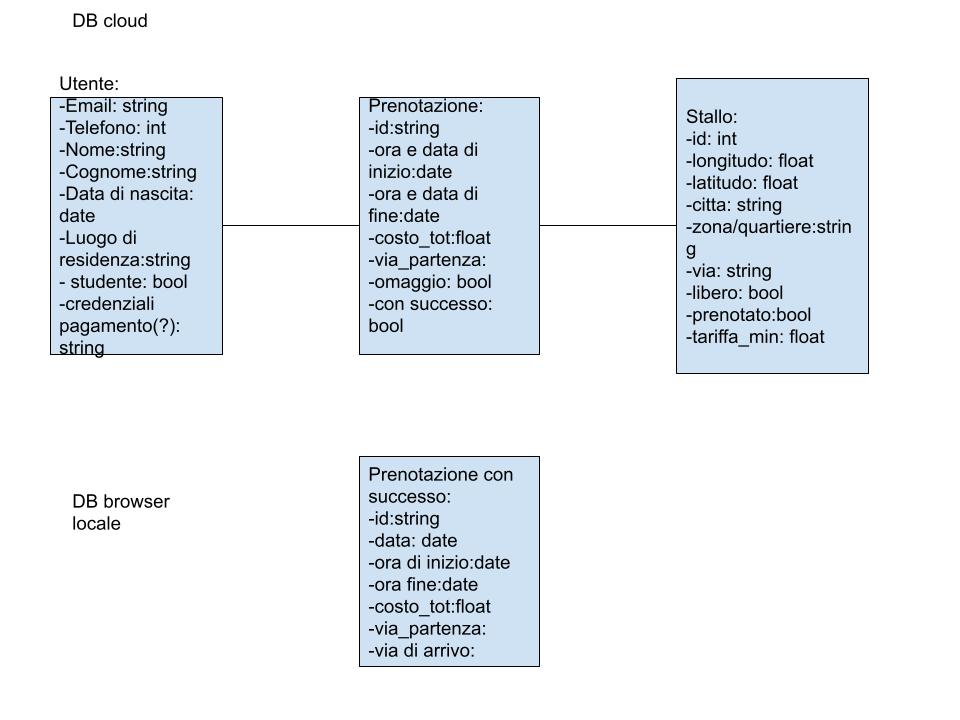 DB cloud
Utente:
-Email: string
-Telefono: int
-Nome:string
-Cognome:string
-Data di nascita:
date
-Luogo di
residenza:string
- studente: bool
-credenziali
pagamento(?):
string
Prenotazione:
-id:string
-ora e data di
inizio:date
-ora e data di
fine:date
-costo_tot:float
-via_partenza:
-omaggio: bool
-con successo:
bool
Stallo:
-id: int
-longitudo: float
-latitudo: float
-citta: string
-zona/quartiere:strin
g
-via: string
-libero: bool
-prenotato:bool
-tariffa_min: float
DB browser
locale
Prenotazione con
successo:
-id:string
-data: date
-ora di inizio:date
-ora fine:date
-costo_tot:float
-via_partenza:
-via di arrivo: